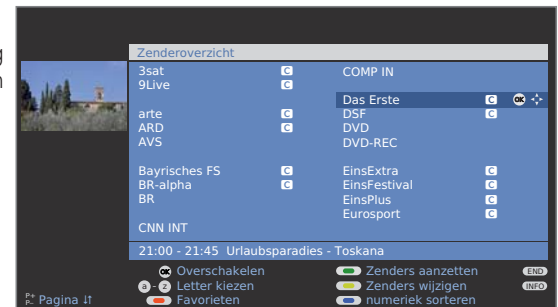 g
n
Zenderoverzicht
3sat C
9Live C
arte C
ARD C
AVS
Bayrisches FS C
BR-alpha C
BR
CNN INT
COMP IN
Das Erste C OK
DSF C
DVD
DVD-REC
EinsExtra C
EinsFestival C
EinsPlus C
Eurosport C
21:00 - 21:45 Urlaubsparadies - Toskana
OK Overschakelen
a - z Letter kiezen
P+ P- Pagina Favorieten
Zenders aanzetten END
Zenders wijzigen INFO
numeriek sorteren